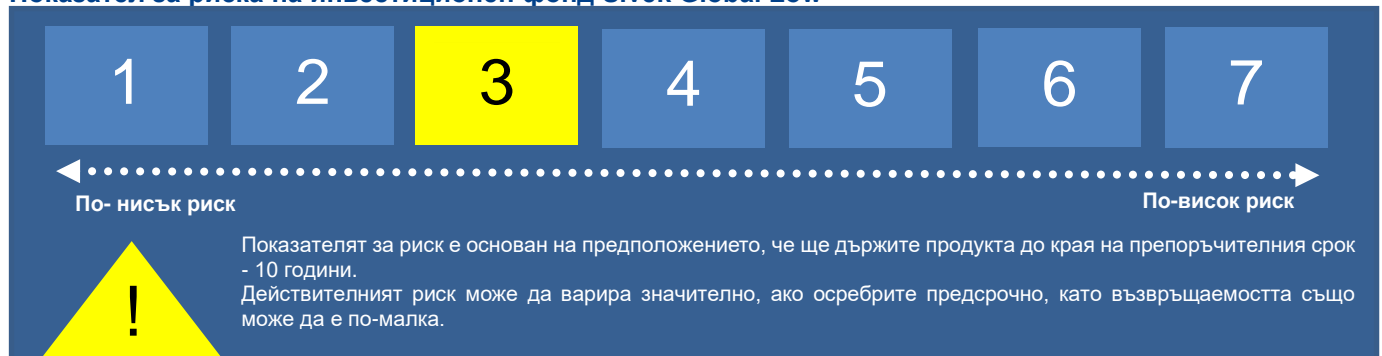 1 2 3 4 5 6 7
По- нисък риск По-висок риск
Показателят за риск е основан на предположението, че ще държите продукта до края на препоръчителния срок
- 10 години.
Действителният риск може да варира значително, ако осребрите предсрочно, като възвръщаемостта също
може да е по-малка.
!